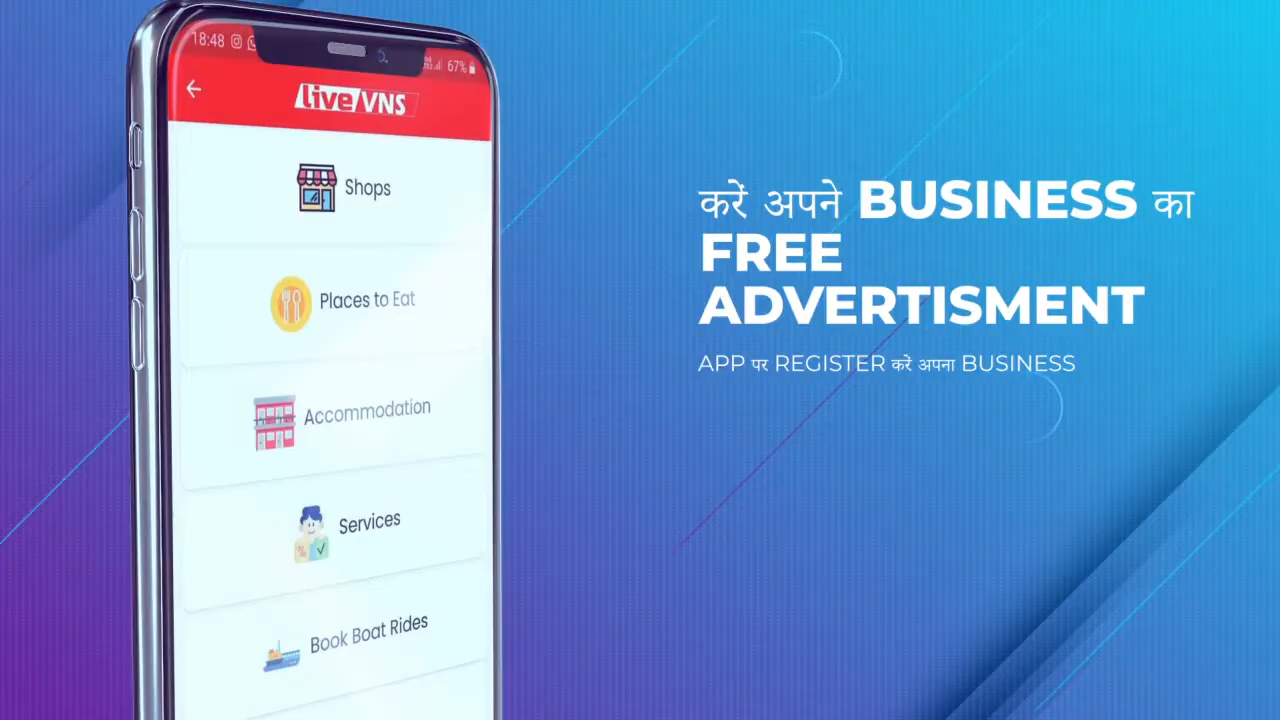 18:48
67%
live VNS
Shops
Places to Eat
Accommodation
Services
Book Boat Rides
करें अपने BUSINESS का
FREE
ADVERTISMENT
APP पर REGISTER करें अपना BUSINESS